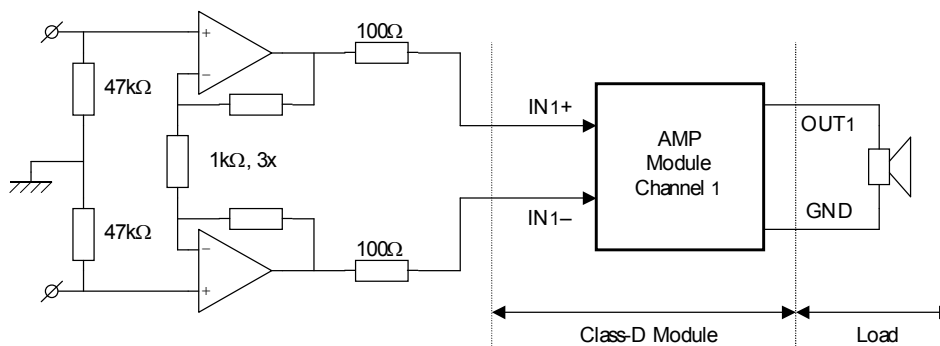 100Ω
+
−
47kΩ
IN1+
AMP
Module
Channel 1
OUT1
1kΩ, 3x
GND
IN1−
47kΩ
−
+
100Ω
Class-D Module
Load